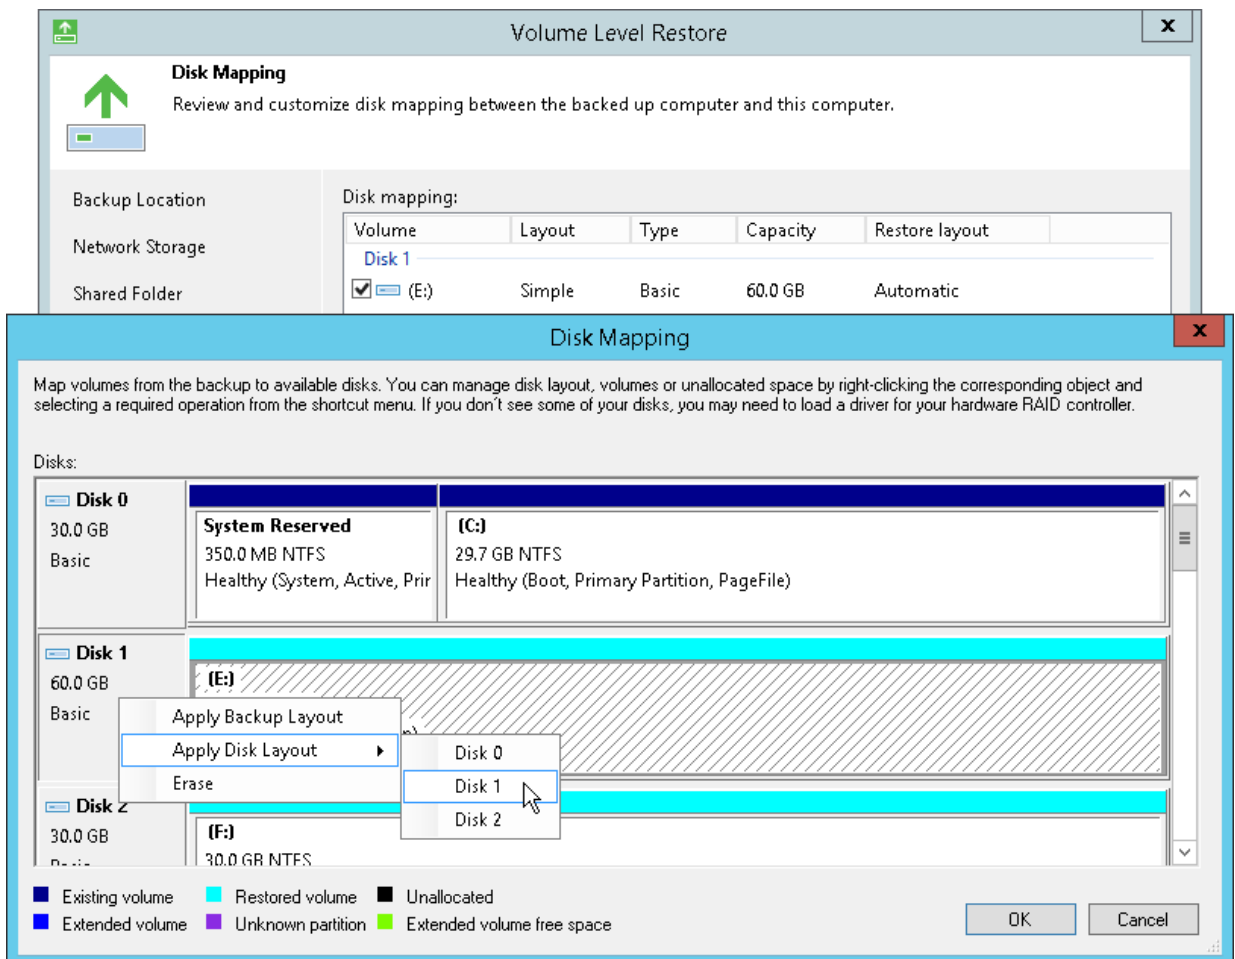 Volume Level Restore
x
Disk Mapping
Review and customize disk mapping between the backed up computer and this computer.
Backup Location
Network Storage
Shared Folder
Disk mapping:
Volume Layout Type Capacity Restore layout
Disk 1
(E:) Simple Basic 60.0 GB Automatic
Disk Mapping
x
Map volumes from the backup to available disks. You can manage disk layout, volumes or unallocated space by right-clicking the corresponding object and
selecting a required operation from the shortcut menu. If you don't see some of your disks, you may need to load a driver for your hardware RAID controller.
Disks:
Disk 0
30.0 GB
Basic
System Reserved
350.0 MB NTFS
Healthy (System, Active, Prir
(C:)
29.7 GB NTFS
Healthy (Boot, Primary Partition, PageFile)
Disk 1
60.0 GB
Basic
(E:)
Apply Backup Layout
Apply Disk Layout
Erase
Disk 0
Disk 1
Disk 2
Disk 2
30.0 GB
(F:)
30.0 GB NTFS
Existing volume Restored volume Unallocated
Extended volume Unknown partition Extended volume free space
OK Cancel